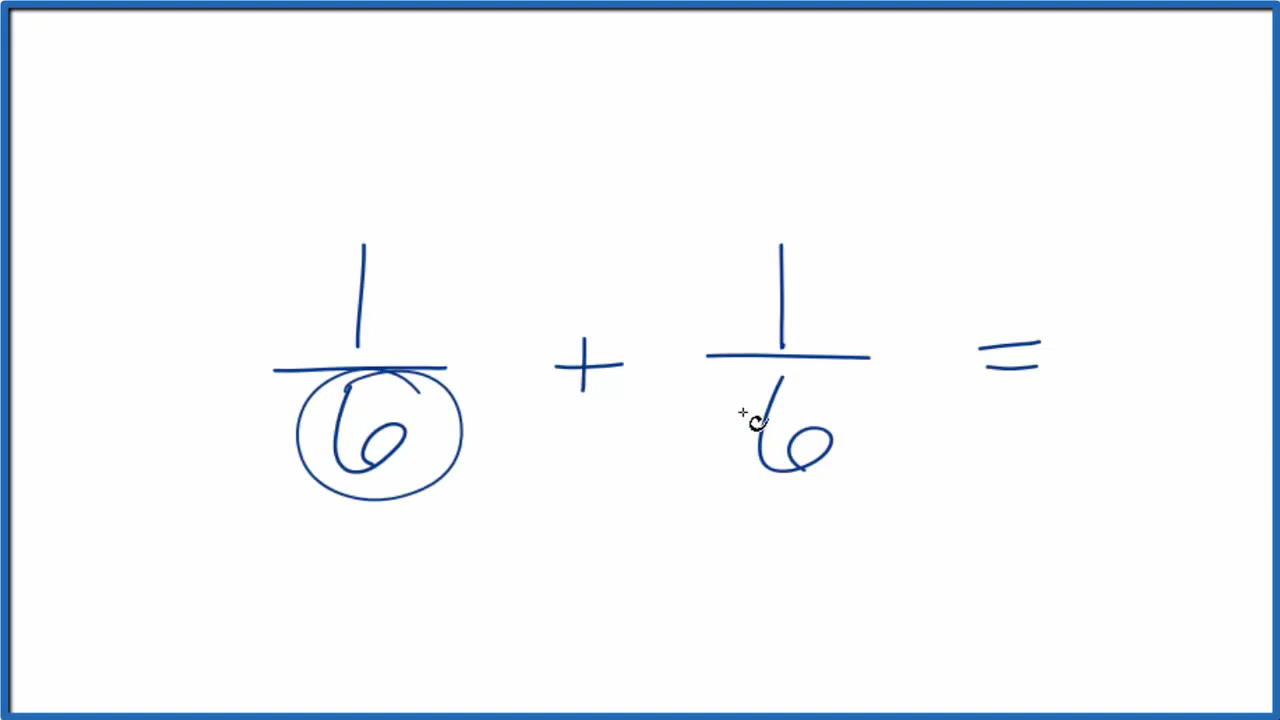 1/6 + 1/6 =